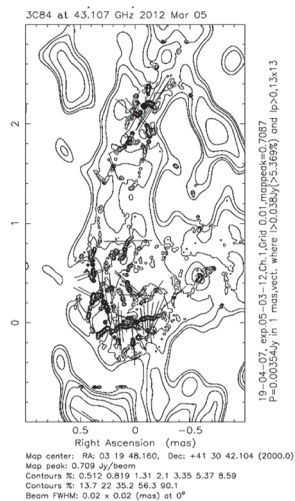 3C84 at 43.107 GHz 2012 Mar 05
2
1
0
0.5
0
-0.5
Right Ascension (mas)
19-04-07, exp.05-03-12,Ch.1,Grid 0.01,mappeak=0.7087
P=0.00354Jy in 1 mas,vect. where I>0.038Jy(>5.369%) and Ip>0.13x13
Map center: RA: 03 19 48.160, Dec: +41 30 42.104 (2000.0)
Map peak: 0.709 Jy/beam
Contours %: 0.512 0.819 1.31 2.1 3.35 5.37 8.59
Contours %: 13.7 22 35.2 56.3 90.1
Beam FWHM: 0.02 x 0.02 (mas) at 0°